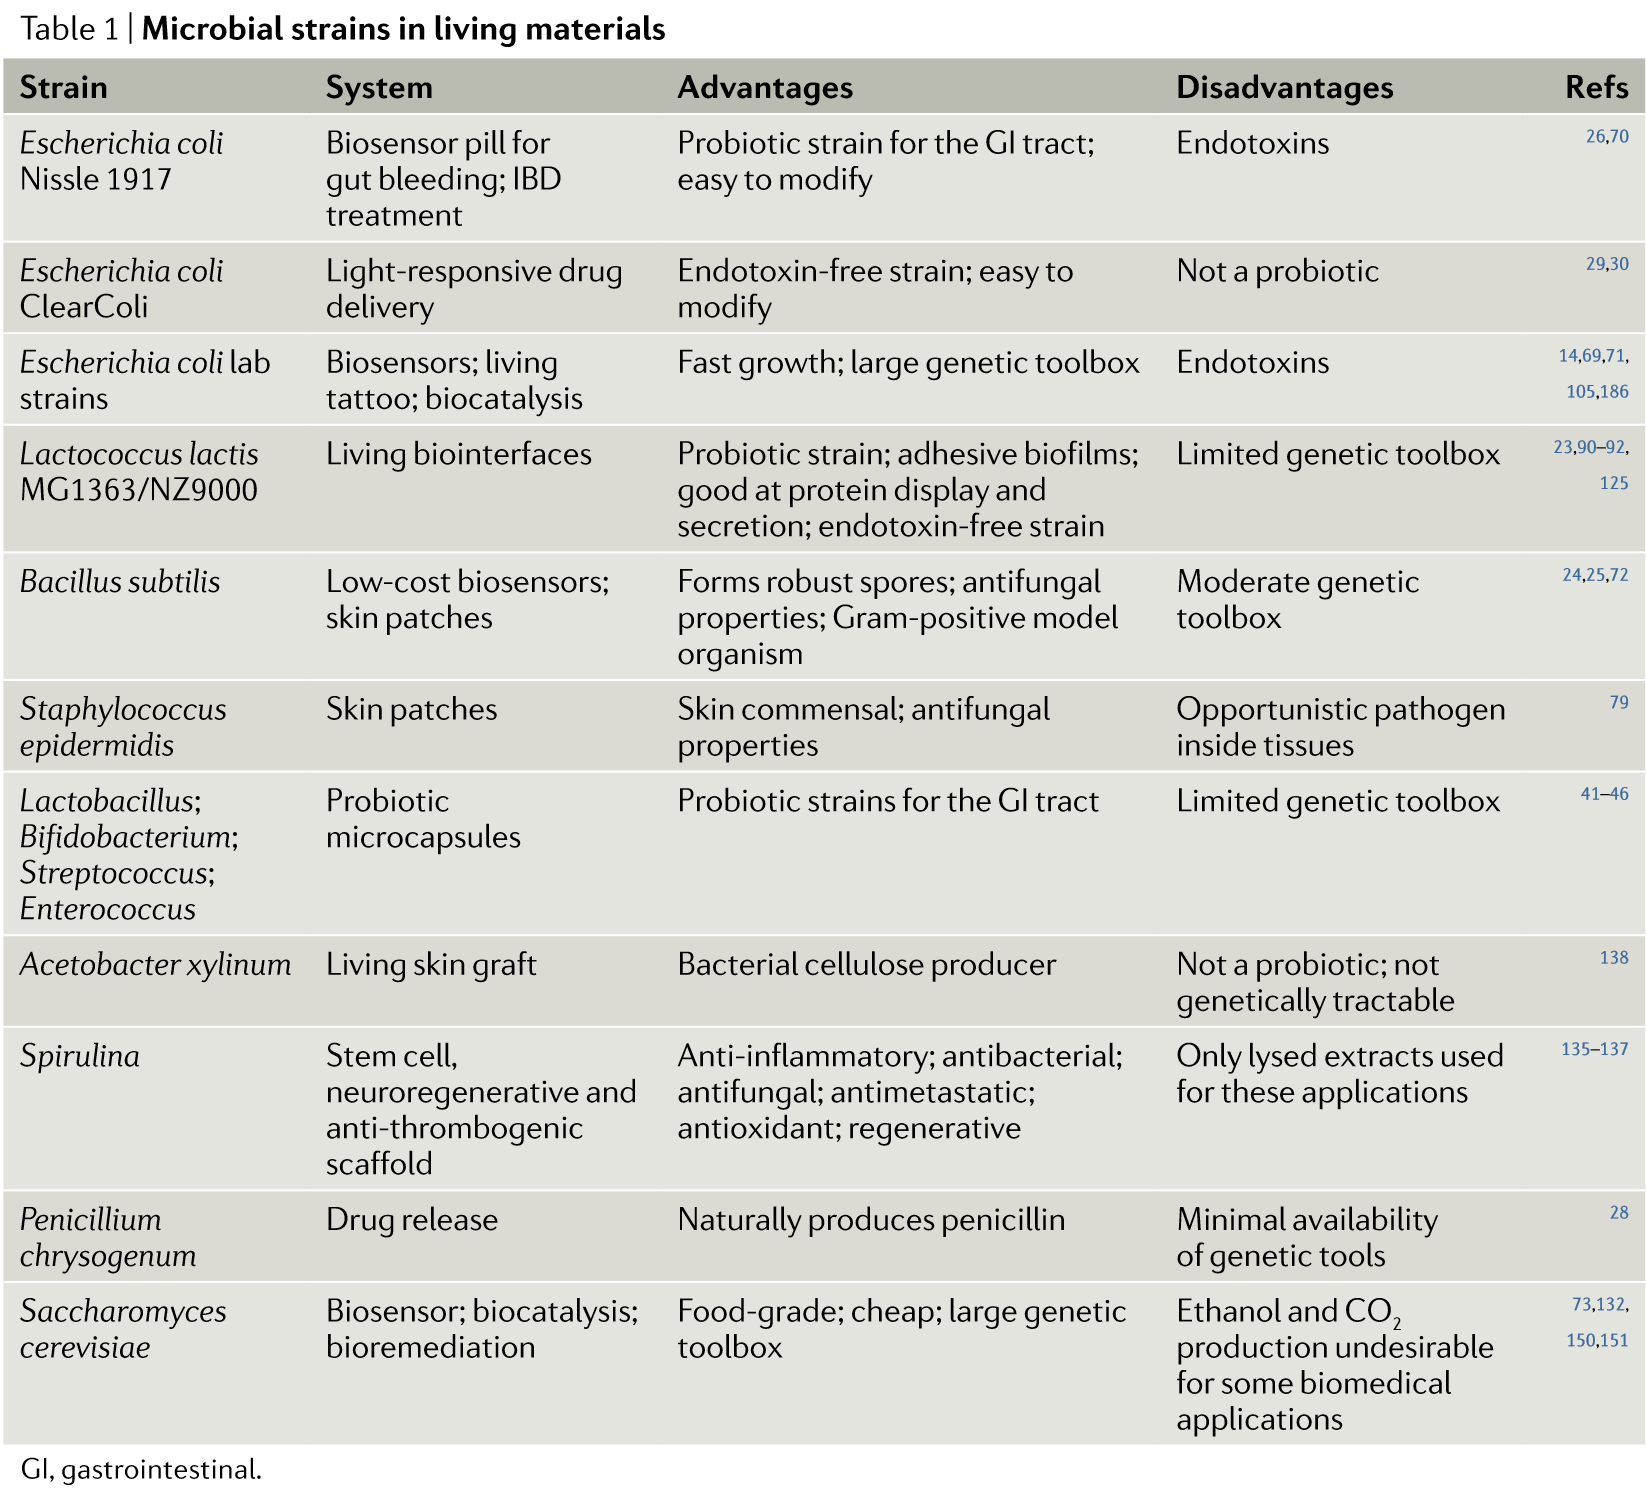 Table 1 | Microbial strains in living materials
Strain System Advantages Disadvantages Refs
Escherichia coli Biosensor pill for Probiotic strain for the GI tract; Endotoxins 26,70
Nissle 1917 gut bleeding; IBD easy to modify
treatment
Escherichia coli Light-responsive drug Endotoxin-free strain; easy to Not a probiotic 29,30
ClearColi delivery modify
Escherichia coli lab Biosensors; living Fast growth; large genetic toolbox Endotoxins 14,69,71,
strains tattoo; biocatalysis 105,186
Lactococcus lactis Living biointerfaces Probiotic strain; adhesive biofilms; Limited genetic toolbox 23,90–92,
MG1363/NZ9000 good at protein display and 125
secretion; endotoxin-free strain
Bacillus subtilis Low-cost biosensors; Forms robust spores; antifungal Moderate genetic 24,25,72
skin patches properties; Gram-positive model toolbox
organism
Staphylococcus Skin patches Skin commensal; antifungal Opportunistic pathogen 79
epidermidis properties inside tissues
Lactobacillus; Probiotic Probiotic strains for the GI tract Limited genetic toolbox 41–46
Bifidobacterium; microcapsules
Streptococcus;
Enterococcus
Acetobacter xylinum Living skin graft Bacterial cellulose producer Not a probiotic; not 138
genetically tractable
Spirulina Stem cell, Anti-inflammatory; antibacterial; Only lysed extracts used 135–137
neuroregenerative and antifungal; antimetastatic; for these applications
anti-thrombogenic antioxidant; regenerative
scaffold
Penicillium Drug release Naturally produces penicillin Minimal availability 28
chrysogenum of genetic tools
Saccharomyces Biosensor; biocatalysis; Food-grade; cheap; large genetic Ethanol and CO₂ 73,132,
cerevisiae bioremediation toolbox production undesirable 150,151
for some biomedical
applications
GI, gastrointestinal.